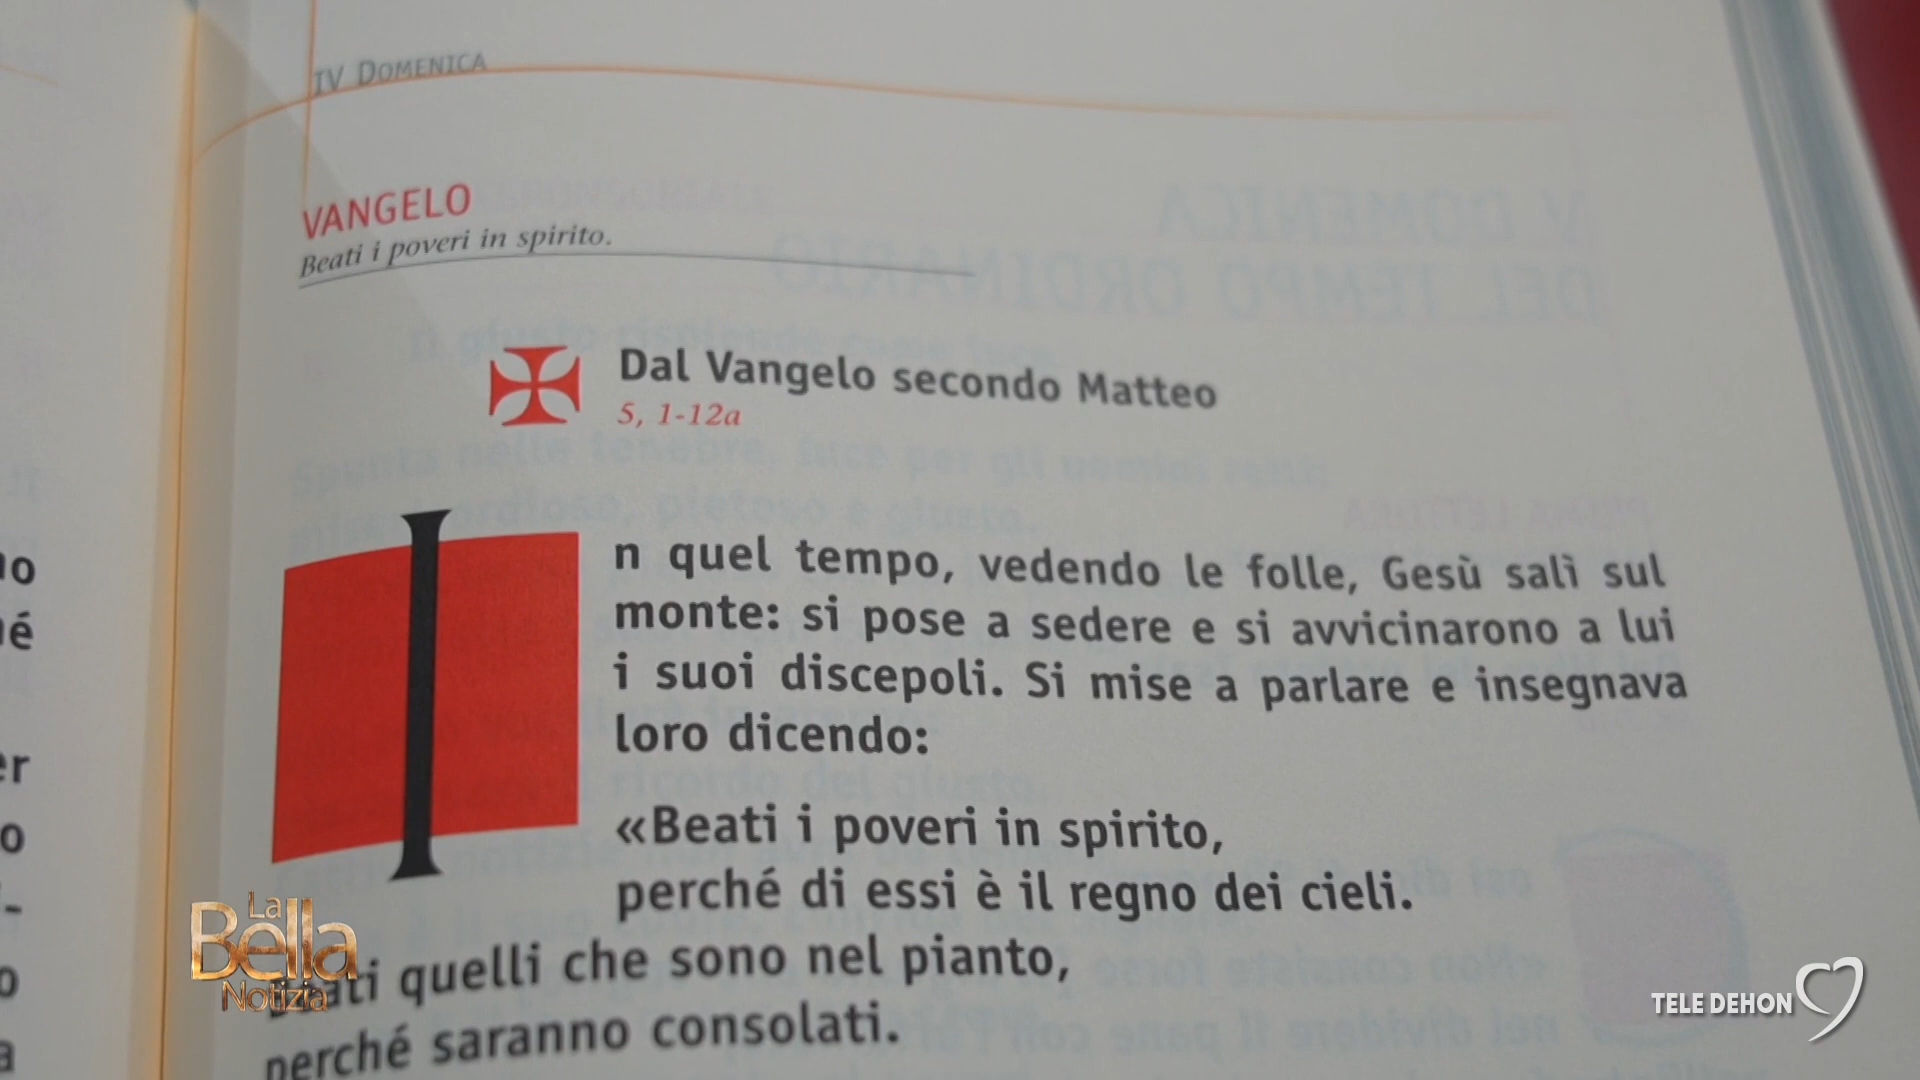 IV DOMENICA
VANGELO
Beati i poveri in spirito.
Dal Vangelo secondo Matteo
5, 1-12a
In quel tempo, vedendo le folle, Gesù salì sul
monte: si pose a sedere e si avvicinarono a lui
i suoi discepoli. Si mise a parlare e insegnava
loro dicendo:
«Beati i poveri in spirito,
perché di essi è il regno dei cieli.
Beati quelli che sono nel pianto,
perché saranno consolati.
La
Bella
Notizia
TELE DEHON